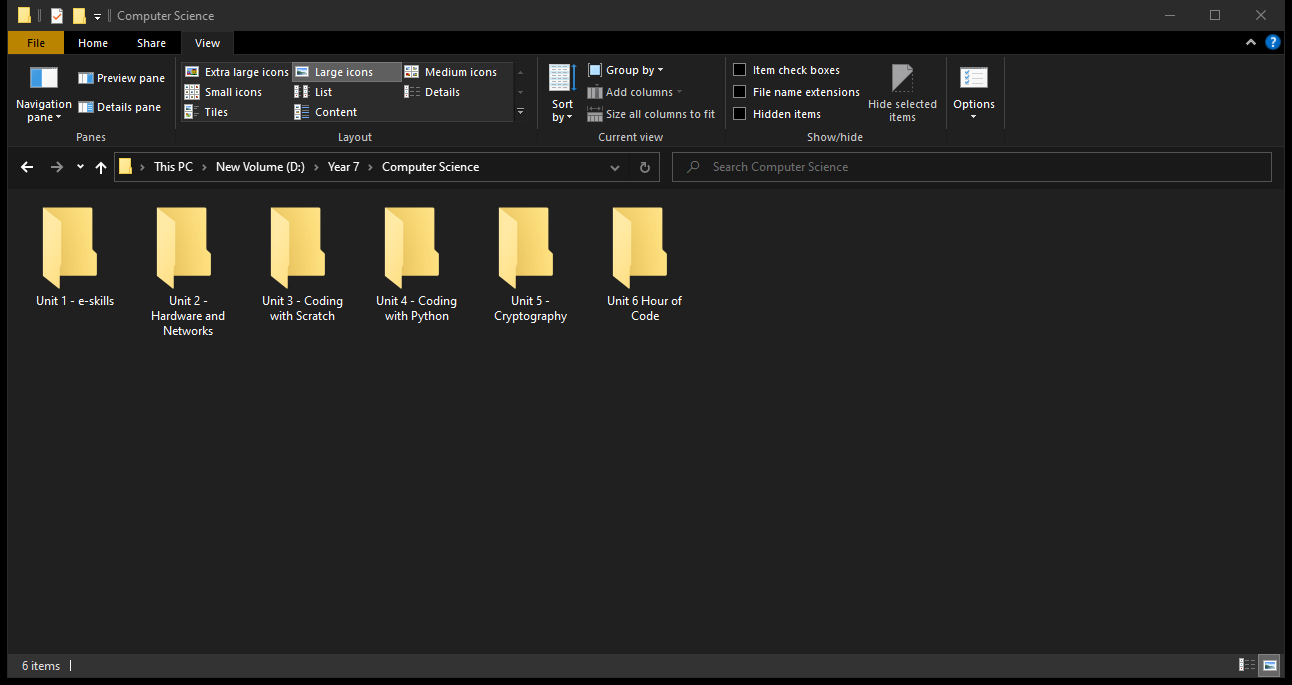 Computer Science
File Home Share View
Navigation pane
Preview pane
Details pane
Panes
Extra large icons Large icons Medium icons
Small icons List Details
Tiles Content
Layout
Sort by
Group by
Add columns
Size all columns to fit
Current view
Item check boxes
File name extensions
Hidden items
Hide selected
items
Show/hide
Options
This PC New Volume (D:) Year 7 Computer Science
Search Computer Science
Unit 1 - e-skills
Unit 2 -
Hardware and
Networks
Unit 3 - Coding
with Scratch
Unit 4 - Coding
with Python
Unit 5 -
Cryptography
Unit 6 Hour of
Code
6 items